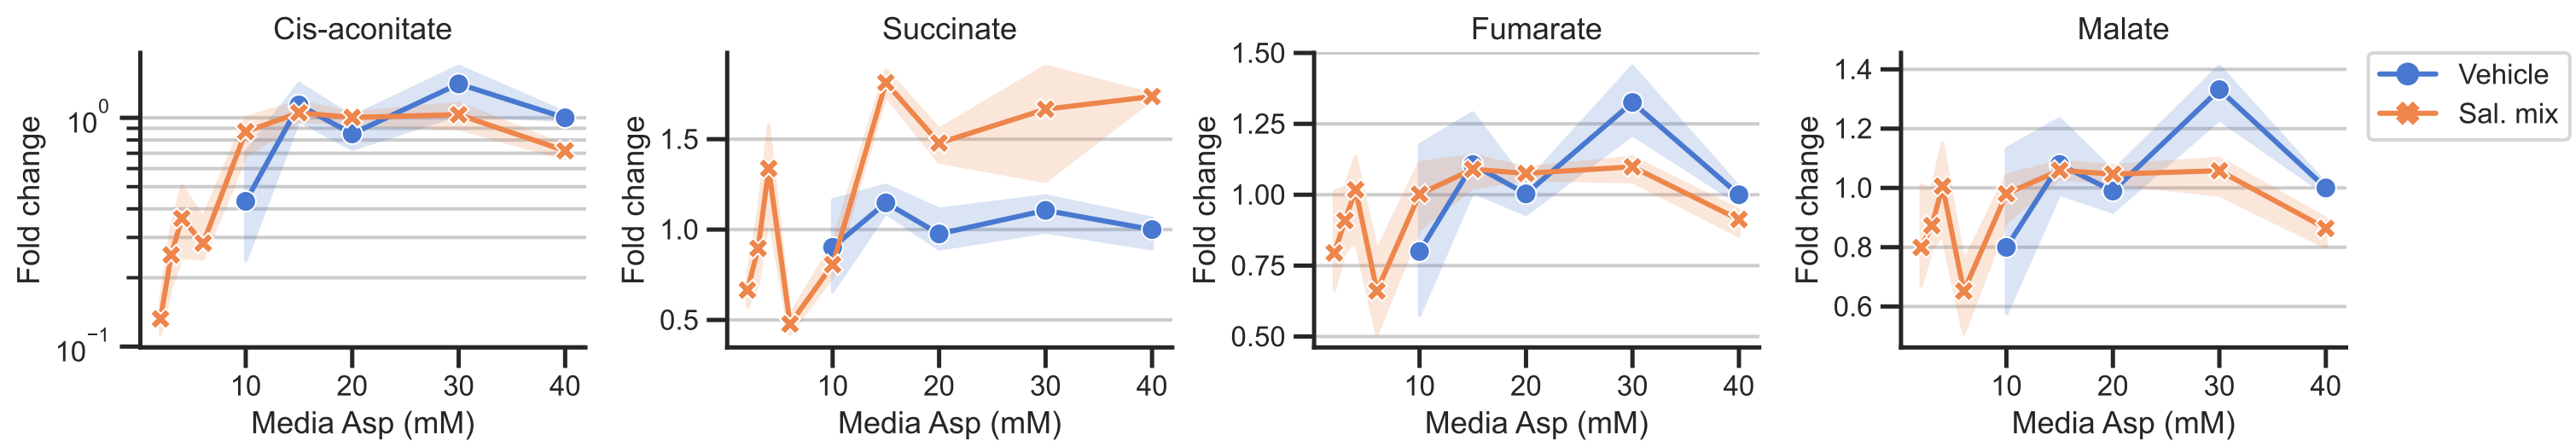 Cis-aconitate
Fold change
10^0
10^-1
10 20 30 40
Media Asp (mM)
Succinate
Fold change
1.5
1.0
0.5
10 20 30 40
Media Asp (mM)
Fumarate
Fold change
1.50
1.25
1.00
0.75
0.50
10 20 30 40
Media Asp (mM)
Malate
Fold change
1.4
1.2
1.0
0.8
0.6
10 20 30 40
Media Asp (mM)
Vehicle
Sal. mix